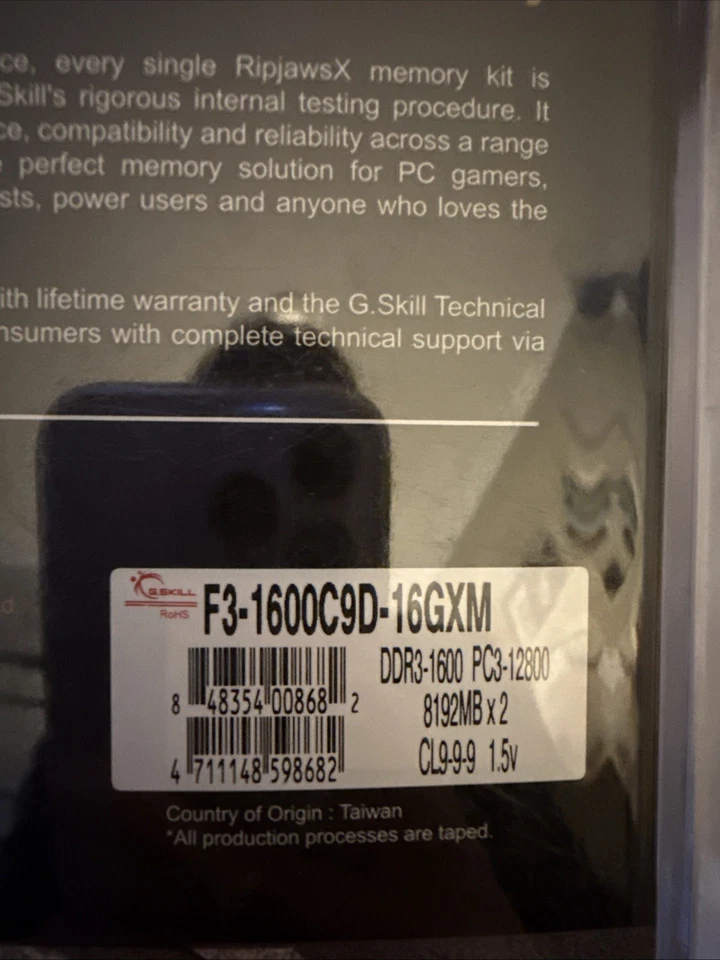 ce, every single RipjawsX memory kit is
Skill's rigorous internal testing procedure. It
ce, compatibility and reliability across a range
perfect memory solution for PC gamers,
sts, power users and anyone who loves the
ith lifetime warranty and the G.Skill Technical
nsumers with complete technical support via
G.SKILL
RoHS
F3-1600C9D-16GXM
DDR3-1600 PC3-12800
8192MB x 2
CL9-9-9 1.5v
8 48354 00868 2
4 711148 598682
d.
Country of Origin : Taiwan
*All production processes are taped.